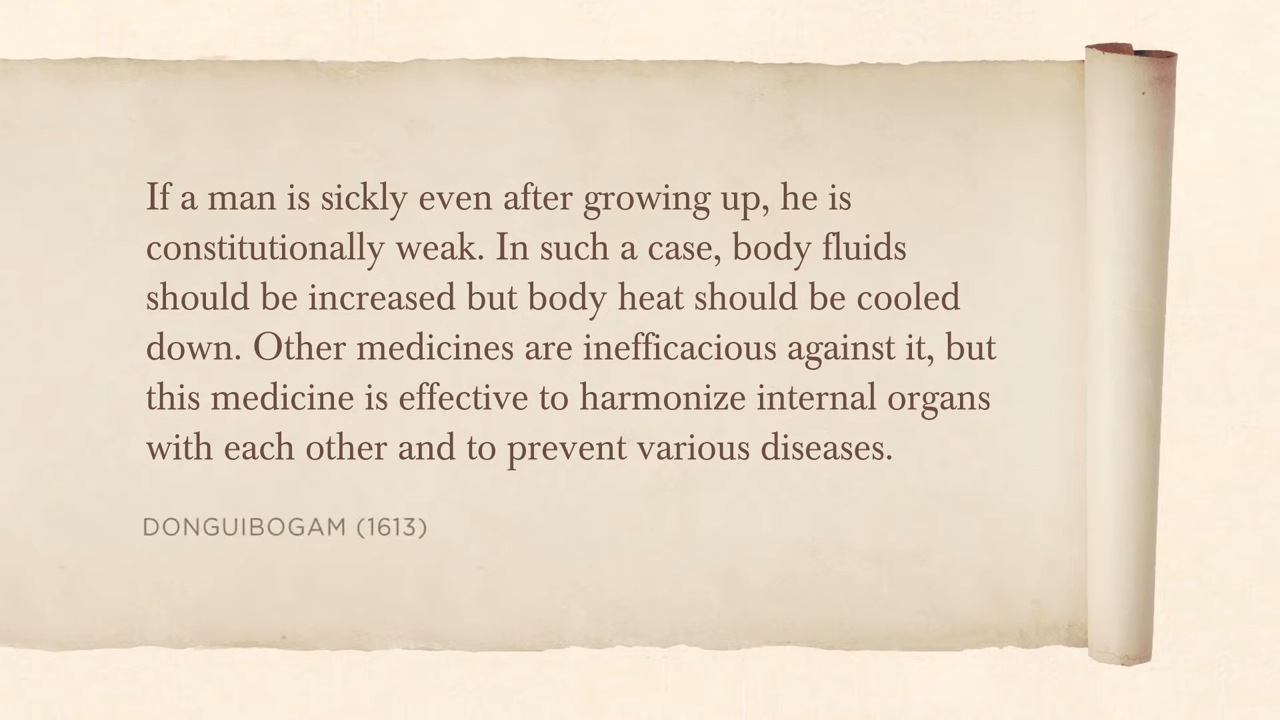 If a man is sickly even after growing up, he is
constitutionally weak. In such a case, body fluids
should be increased but body heat should be cooled
down. Other medicines are inefficacious against it, but
this medicine is effective to harmonize internal organs
with each other and to prevent various diseases.
DONGUIBOGAM (1613)